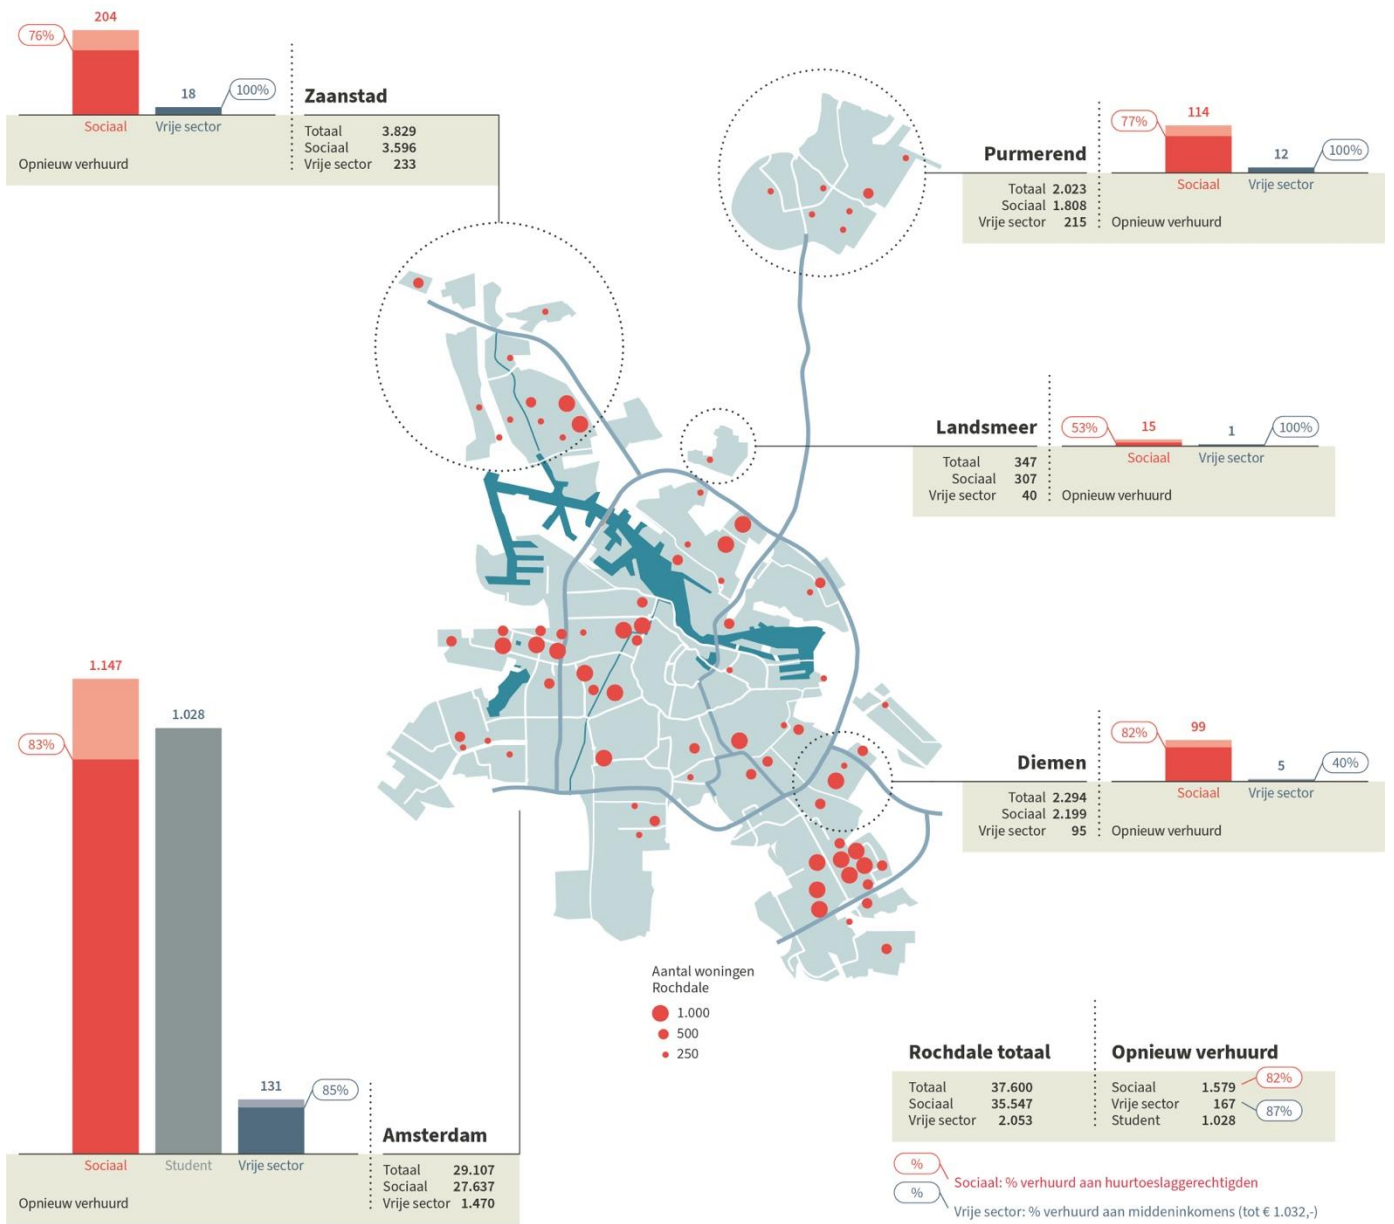 204
76%
18
100%
Sociaal
Vrije sector
Opnieuw verhuurd
Zaanstad
Totaal 3.829
Sociaal 3.596
Vrije sector 233
Purmerend
Totaal 2.023
Sociaal 1.808
Vrije sector 215
114
77%
12
100%
Sociaal
Vrije sector
Opnieuw verhuurd
Landsmeer
Totaal 347
Sociaal 307
Vrije sector 40
53%
15
1
100%
Sociaal
Vrije sector
Opnieuw verhuurd
Diemen
Totaal 2.294
Sociaal 2.199
Vrije sector 95
82%
99
5
40%
Sociaal
Vrije sector
Opnieuw verhuurd
1.147
83%
1.028
131
85%
Sociaal
Student
Vrije sector
Opnieuw verhuurd
Amsterdam
Totaal 29.107
Sociaal 27.637
Vrije sector 1.470
Aantal woningen
Rochdale
1.000
500
250
Rochdale totaal
Totaal 37.600
Sociaal 35.547
Vrije sector 2.053
Opnieuw verhuurd
Sociaal 1.579 82%
Vrije sector 167 87%
Student 1.028
% Sociaal: % verhuurd aan huurtoeslaggerechtigden
% Vrije sector: % verhuurd aan middeninkomens (tot € 1.032,-)